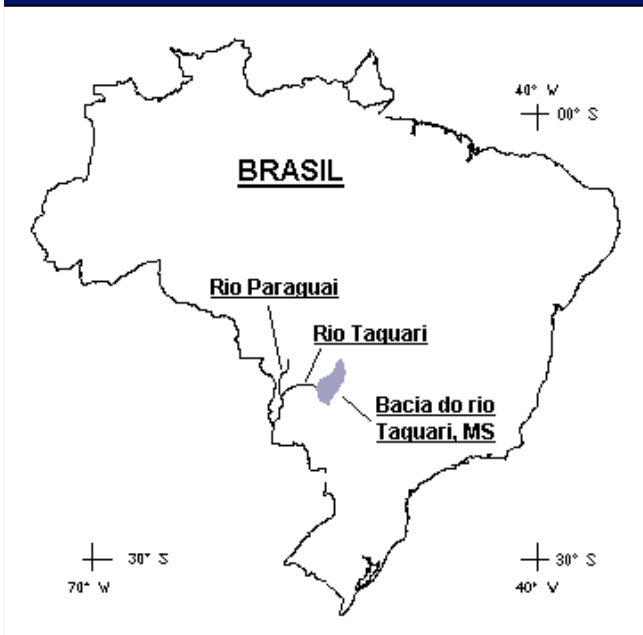 40° W
00° S
BRASIL
Rio Paraguai
Rio Taquari
Bacia do rio
Taquari, MS
30° S
70° W
30° S
40° W